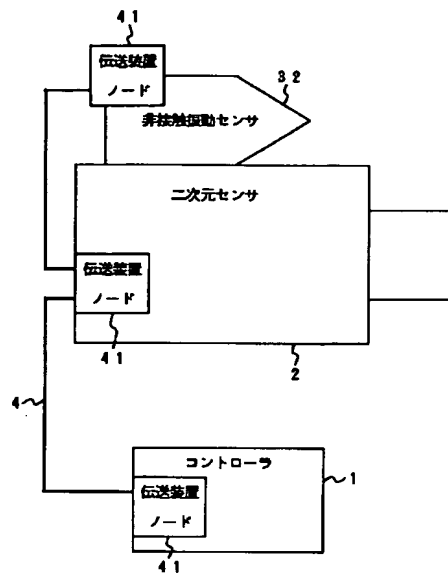 41
伝送装置
ノード
32
非接触振動センサ
二次元センサ
伝送装置
ノード
41
2
4
コントローラ
1
伝送装置
ノード
41